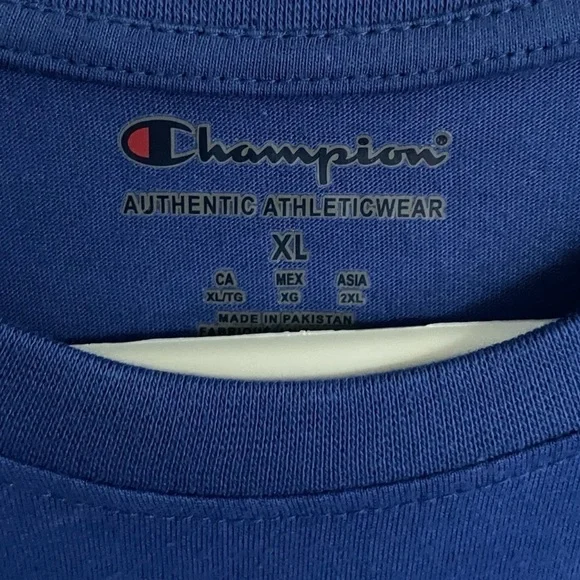 Champion®
AUTHENTIC ATHLETICWEAR
XL
CA MEX ASIA
XL/TG XG 2XL
MADE IN PAKISTAN